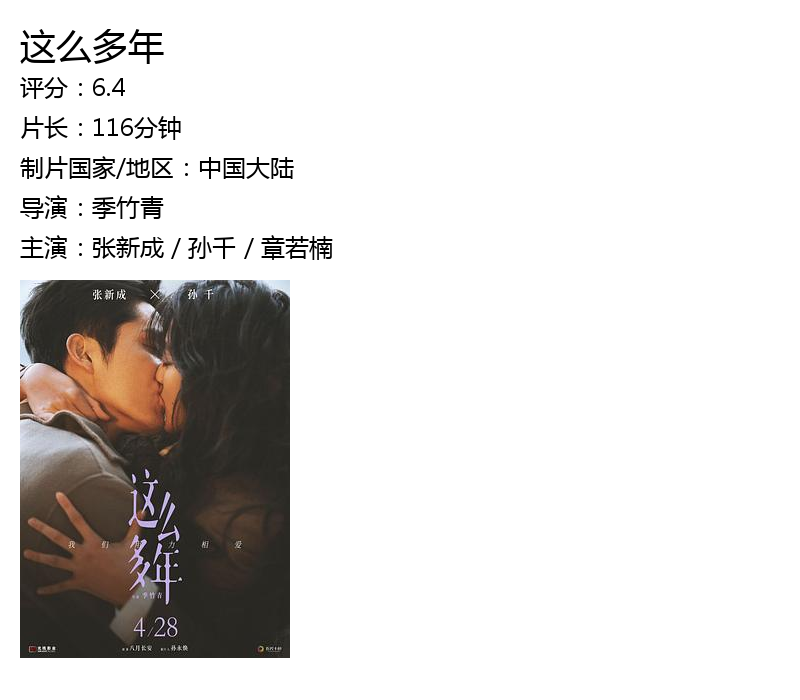 这么多年
评分：6.4
片长：116分钟
制片国家/地区：中国大陆
导演：季竹青
主演：张新成 / 孙千 / 章若楠
张新成 × 孙千
这么
多年
我们 力相爱
季竹青
4/28
八月长安 孙永焕